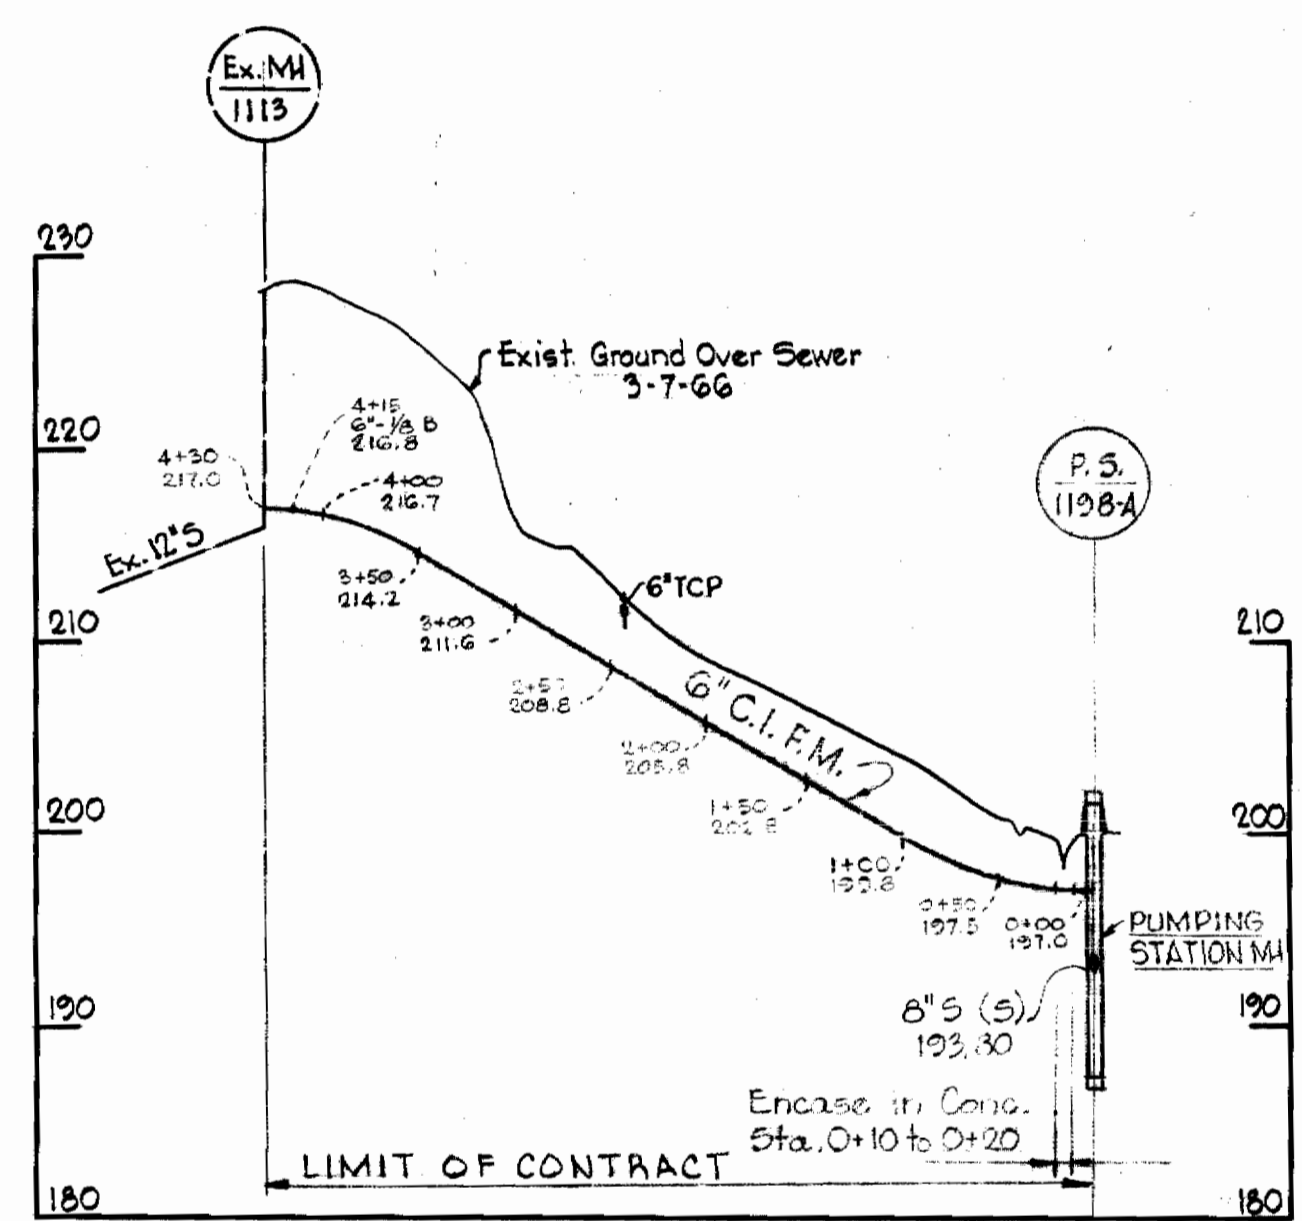 Ex. MH
1113
230
Exist. Ground Over Sewer
3-7-66
4+15
6"-1/8 B
216.8
220
4+30
217.0
4+00
216.7
P. S.
1198-A
Ex. 12"S
3+50
214.2
6"TCP
210
3+00
211.6
210
208.8
6" C.I. F.M.
2+00
205.8
1+50
200
200
1+00
199.8
0+50
197.5
0+00
197.0
PUMPING
STATION MH
190
8" S (S)
193.30
190
Encase in Conc.
Sta. 0+10 to 0+20
LIMIT OF CONTRACT
180
180